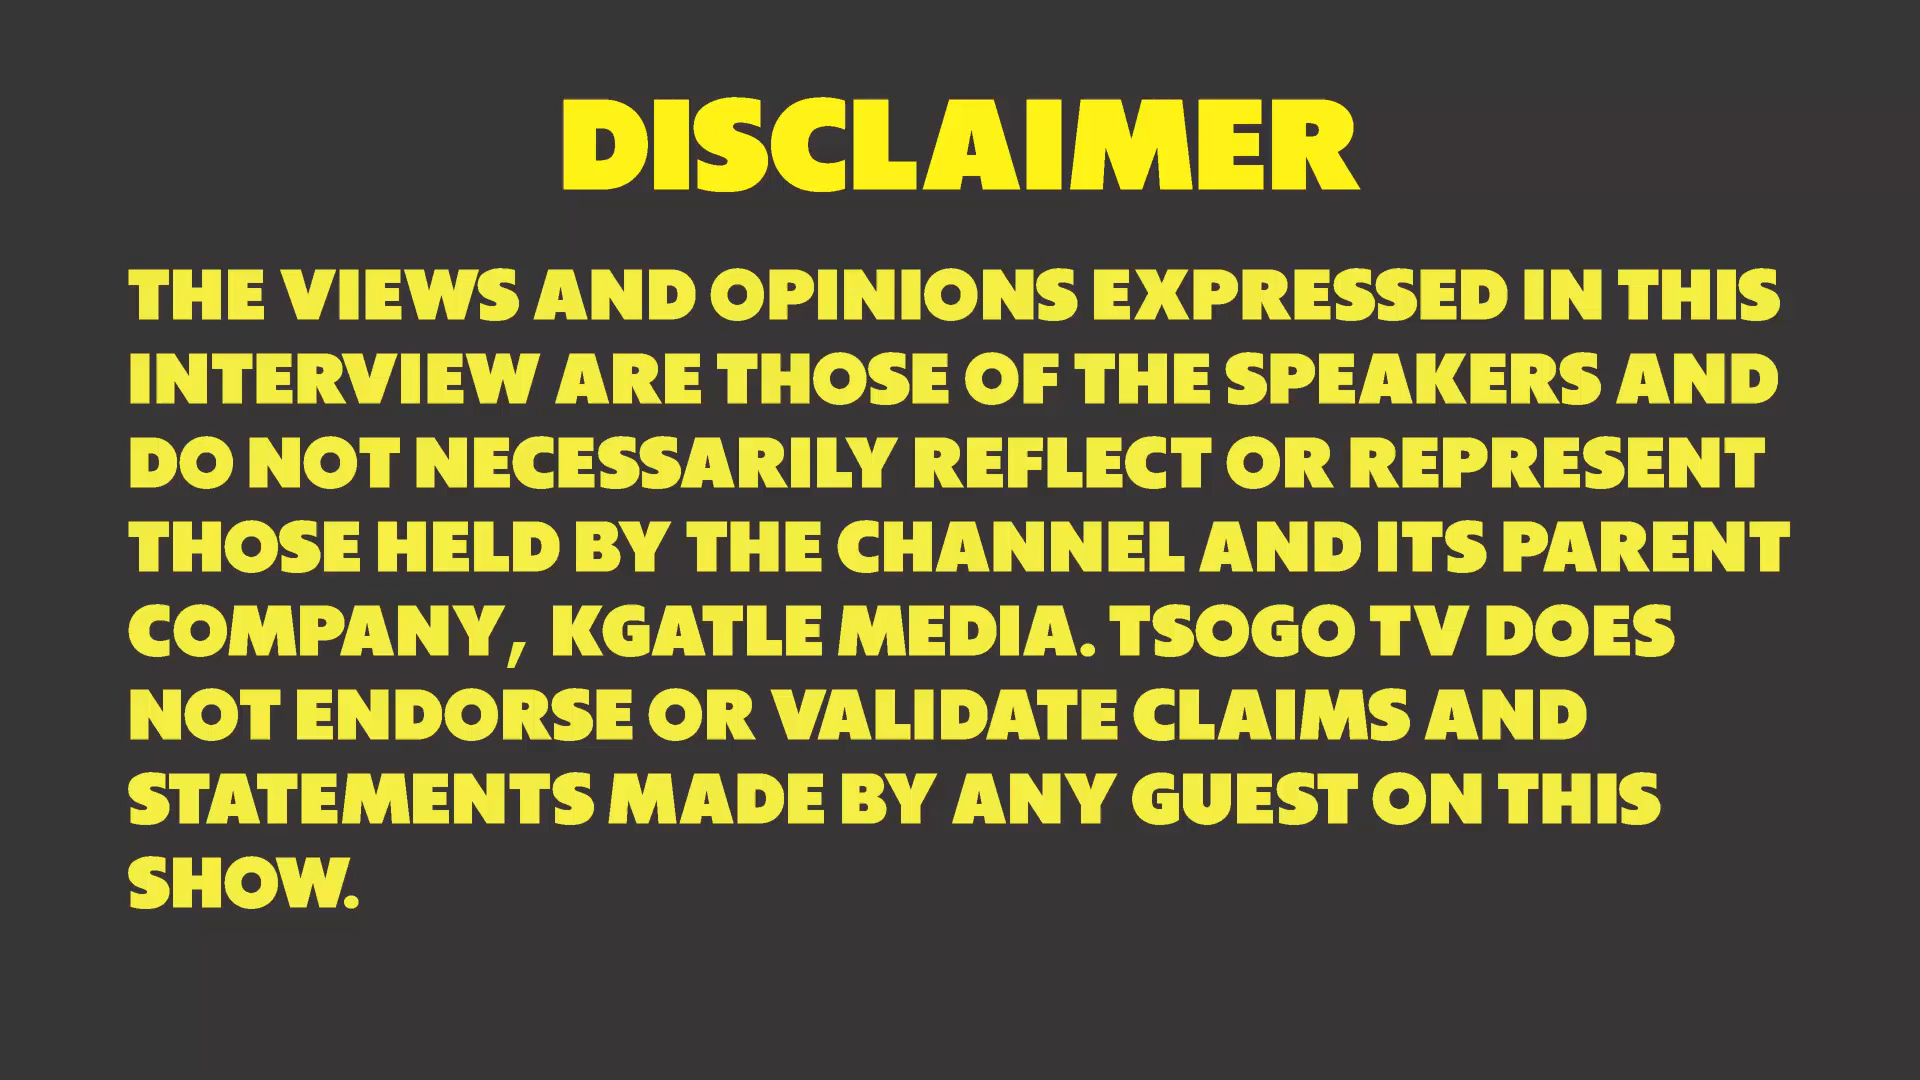 DISCLAIMER
THE VIEWS AND OPINIONS EXPRESSED IN THIS
INTERVIEW ARE THOSE OF THE SPEAKERS AND
DO NOT NECESSARILY REFLECT OR REPRESENT
THOSE HELD BY THE CHANNEL AND ITS PARENT
COMPANY, KGATLE MEDIA. TSOGO TV DOES
NOT ENDORSE OR VALIDATE CLAIMS AND
STATEMENTS MADE BY ANY GUEST ON THIS
SHOW.